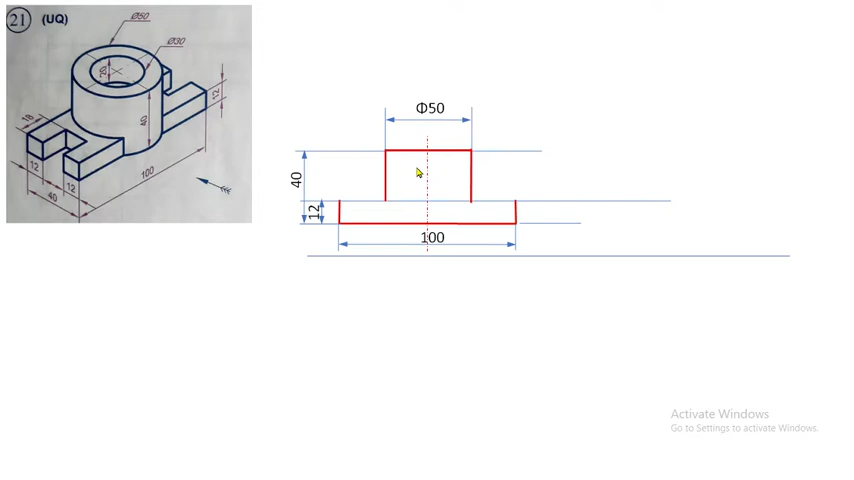 21 (UQ)
Ø50
Ø30
20
12
40
18
12
12
40
100
Φ50
40
12
100
Activate Windows
Go to Settings to activate Windows.